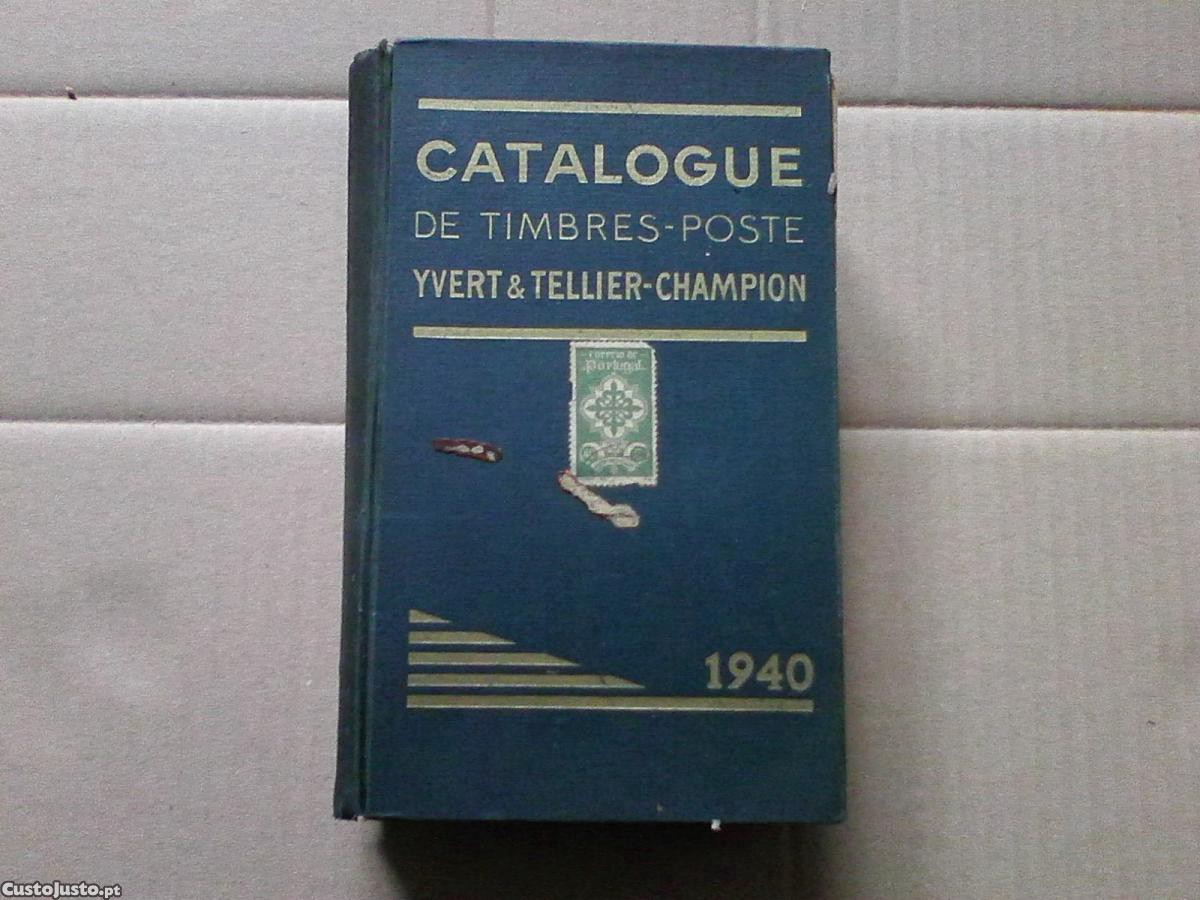 CATALOGUE
DE TIMBRES-POSTE
YVERT & TELLIER-CHAMPION
Correio de
Portugal
1940
CustoJusto.pt